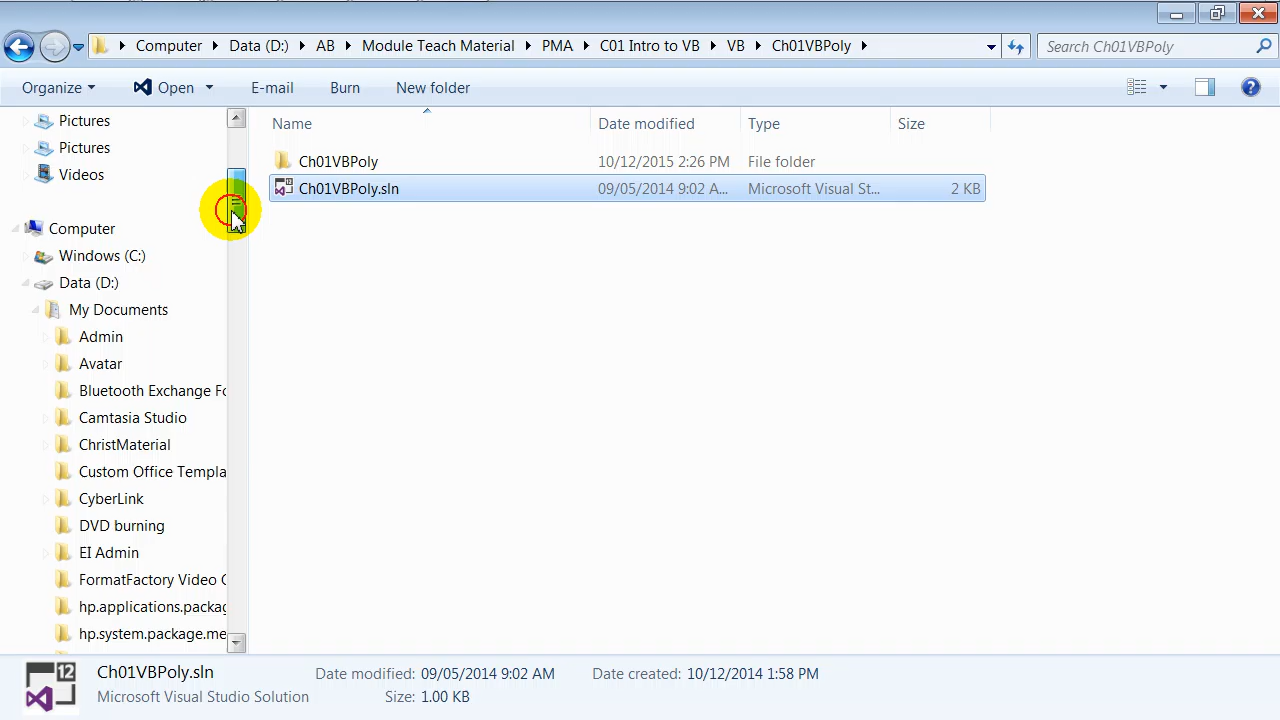 Computer Data (D:) AB Module Teach Material PMA C01 Intro to VB VB Ch01VBPoly Search Ch01VBPoly
Organize Open E-mail Burn New folder
Name Date modified Type Size
Pictures
Pictures
Videos
Computer
Windows (C:)
Data (D:)
My Documents
Admin
Avatar
Bluetooth Exchange Fo
Camtasia Studio
ChristMaterial
Custom Office Templa
CyberLink
DVD burning
EI Admin
FormatFactory Video C
hp.applications.packag
hp.system.package.me
Ch01VBPoly 10/12/2015 2:26 PM File folder
Ch01VBPoly.sln 09/05/2014 9:02 A... Microsoft Visual St... 2 KB
12
Ch01VBPoly.sln Date modified: 09/05/2014 9:02 AM Date created: 10/12/2014 1:58 PM
Microsoft Visual Studio Solution Size: 1.00 KB